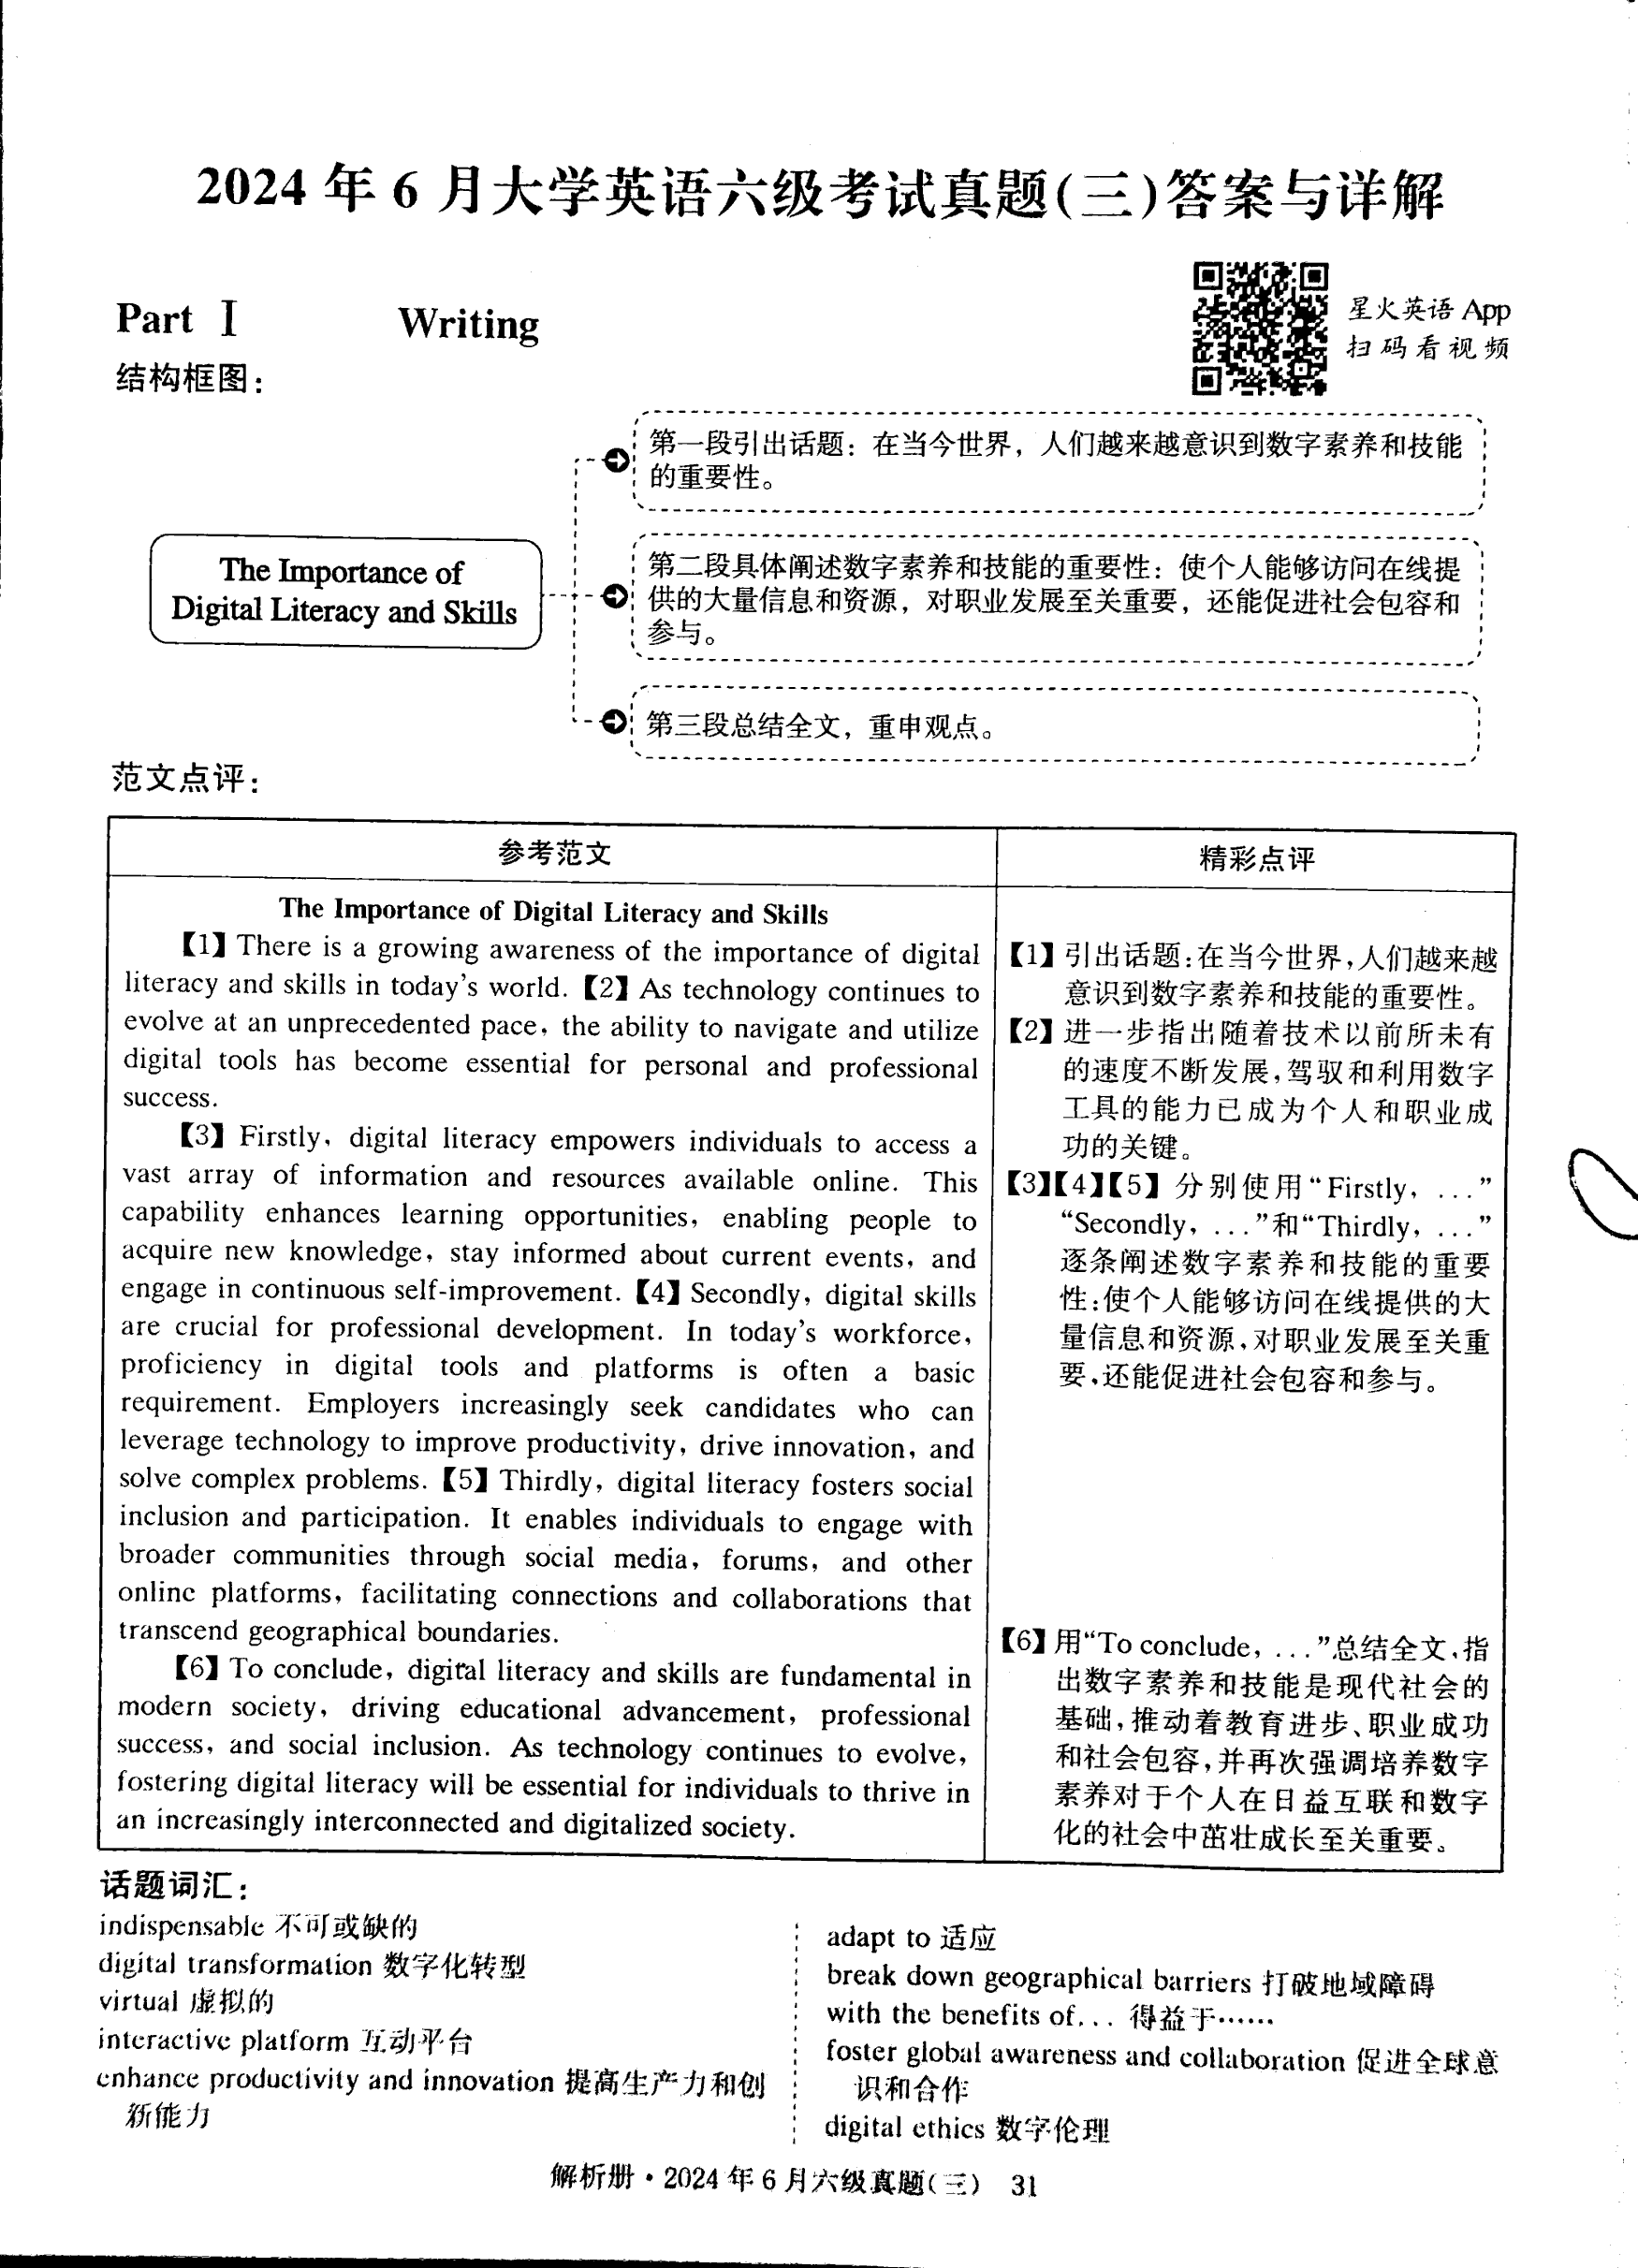 2024 年 6 月大学英语六级考试真题(三)答案与详解
Part Ⅰ Writing
星火英语 App
扫码看视频
结构框图：
第一段引出话题：在当今世界，人们越来越意识到数字素养和技能
的重要性。
The Importance of
Digital Literacy and Skills
第二段具体阐述数字素养和技能的重要性：使个人能够访问在线提
供的大量信息和资源，对职业发展至关重要，还能促进社会包容和
参与。
第三段总结全文，重申观点。
范文点评：
参考范文
The Importance of Digital Literacy and Skills
【1】There is a growing awareness of the importance of digital
literacy and skills in today's world. 【2】As technology continues to
evolve at an unprecedented pace, the ability to navigate and utilize
digital tools has become essential for personal and professional
success.
【3】Firstly, digital literacy empowers individuals to access a
vast array of information and resources available online. This
capability enhances learning opportunities, enabling people to
acquire new knowledge, stay informed about current events, and
engage in continuous self-improvement. 【4】Secondly, digital skills
are crucial for professional development. In today's workforce,
proficiency in digital tools and platforms is often a basic
requirement. Employers increasingly seek candidates who can
leverage technology to improve productivity, drive innovation, and
solve complex problems. 【5】Thirdly, digital literacy fosters social
inclusion and participation. It enables individuals to engage with
broader communities through social media, forums, and other
online platforms, facilitating connections and collaborations that
transcend geographical boundaries.
【6】To conclude, digital literacy and skills are fundamental in
modern society, driving educational advancement, professional
success, and social inclusion. As technology continues to evolve,
fostering digital literacy will be essential for individuals to thrive in
an increasingly interconnected and digitalized society.
精彩点评
【1】引出话题：在当今世界，人们越来越
意识到数字素养和技能的重要性。
【2】进一步指出随着技术以前所未有
的速度不断发展，驾驭和利用数字
工具的能力已成为个人和职业成
功的关键。
【3】【4】【5】分别使用“Firstly, ...”
“Secondly, ...”和“Thirdly, ...”
逐条阐述数字素养和技能的重要
性：使个人能够访问在线提供的大
量信息和资源，对职业发展至关重
要，还能促进社会包容和参与。
【6】用“To conclude, ...”总结全文，指
出数字素养和技能是现代社会的
基础，推动着教育进步、职业成功
和社会包容，并再次强调培养数字
素养对于个人在日益互联和数字
化的社会中茁壮成长至关重要。
话题词汇：
indispensable 不可或缺的
digital transformation 数字化转型
virtual 虚拟的
interactive platform 互动平台
enhance productivity and innovation 提高生产力和创
新能力
adapt to 适应
break down geographical barriers 打破地域障碍
with the benefits of... 得益于……
foster global awareness and collaboration 促进全球意
识和合作
digital ethics 数字伦理
解析册・2024 年 6 月六级真题(三) 31